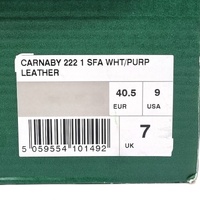 CARNABY 222 1 SFA WHT/PURP
LEATHER
40.5 9
EUR USA
7
UK
5 059554 101492